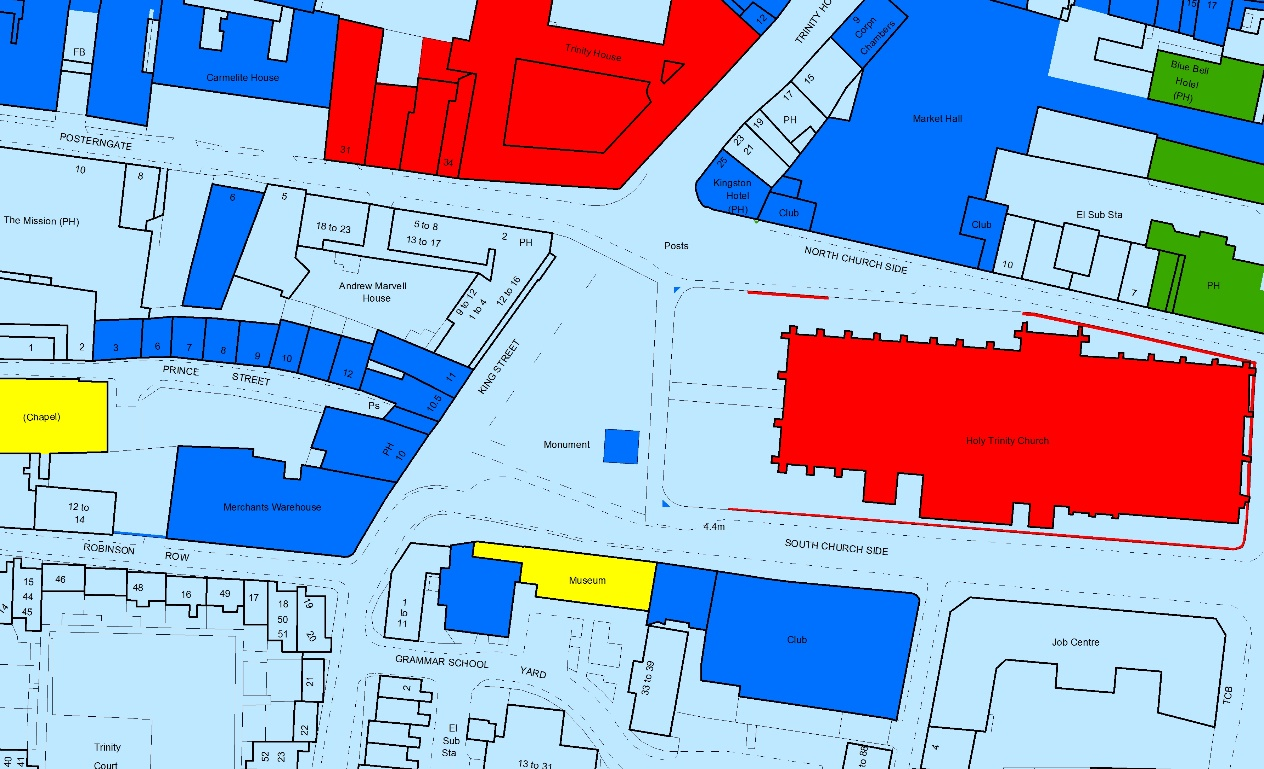 TRINITY HO
9
Corpn
Chambers
12
15
17
FB
Trinity House
Blue Bell
Hotel
(PH)
Carmelite House
15
17
PH
19
23
21
25
Market Hall
POSTERNGATE
31
34
10
8
6
5
Kingston
Hotel
(PH)
Club
Club
El Sub Sta
The Mission (PH)
18 to 23
5 to 8
13 to 17
2
PH
Posts
NORTH CHURCH SIDE
10
7
PH
Andrew Marvell
House
9 to 12
1 to 4
12 to 16
1
2
3
6
7
8
9
10
12
11
10.5
KING STREET
PRINCE
STREET
Ps
(Chapel)
PH
10
Monument
Holy Trinity Church
12 to
14
Merchants Warehouse
4.4m
ROBINSON
ROW
SOUTH CHURCH SIDE
14
15
44
45
46
48
16
49
17
18
50
51
19
20
1
to
11
Museum
Club
Job Centre
GRAMMAR SCHOOL
YARD
33 to 39
21
22
2
TCB
El
Sub
Sta
Trinity
Court
40
41
52
23
13 to 31
4